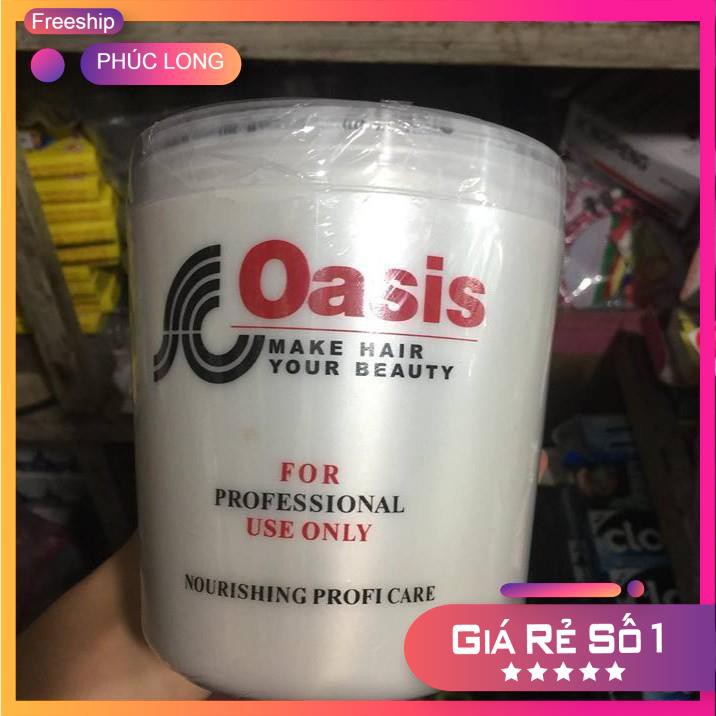 Freeship
PHÚC LONG
Oasis
MAKE HAIR
YOUR BEAUTY
FOR
PROFESSIONAL
USE ONLY
NOURISHING PROFI CARE
GIÁ RẺ SỐ 1